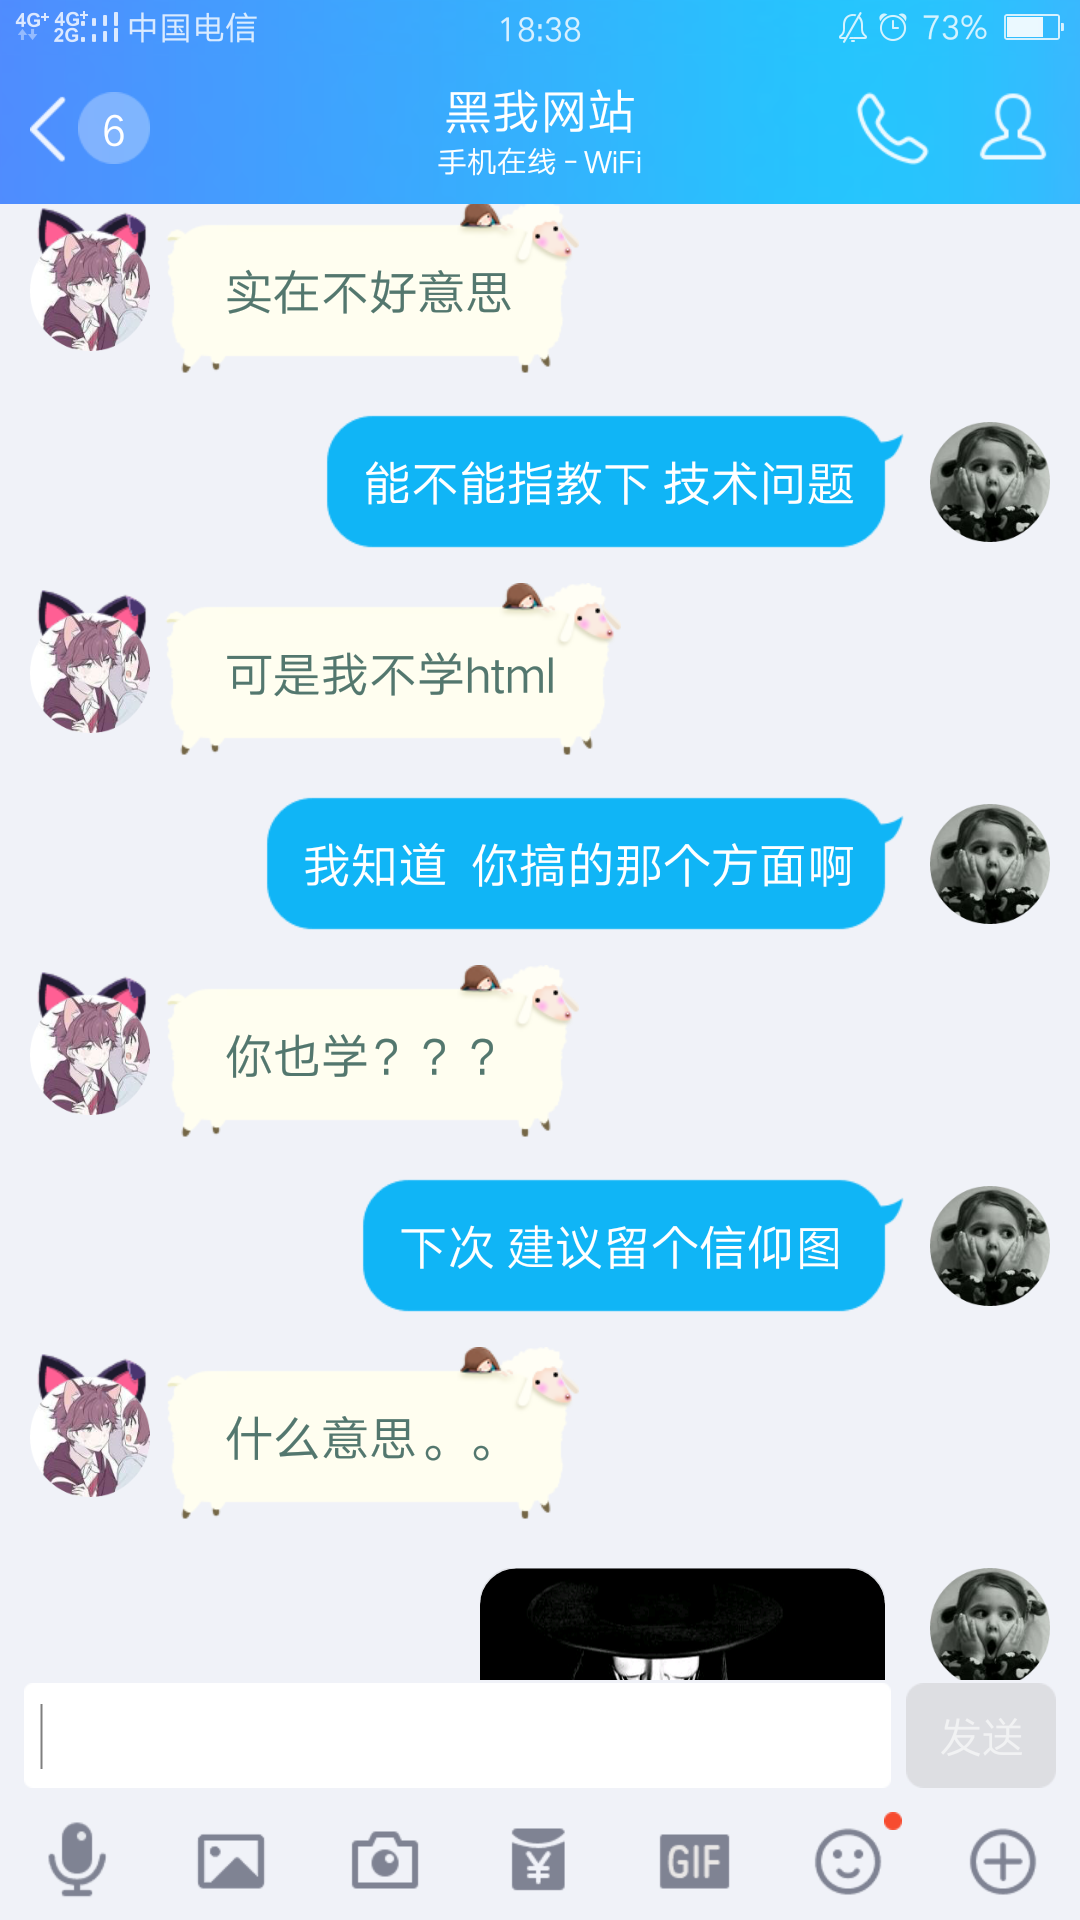 4G+ 4G+ 2G 中国电信 18:38 73%
6
黑我网站
手机在线 - WiFi
实在不好意思
能不能指教下 技术问题
可是我不学html
我知道 你搞的那个方面啊
你也学？？？
下次 建议留个信仰图
什么意思。。
发送
¥
GIF